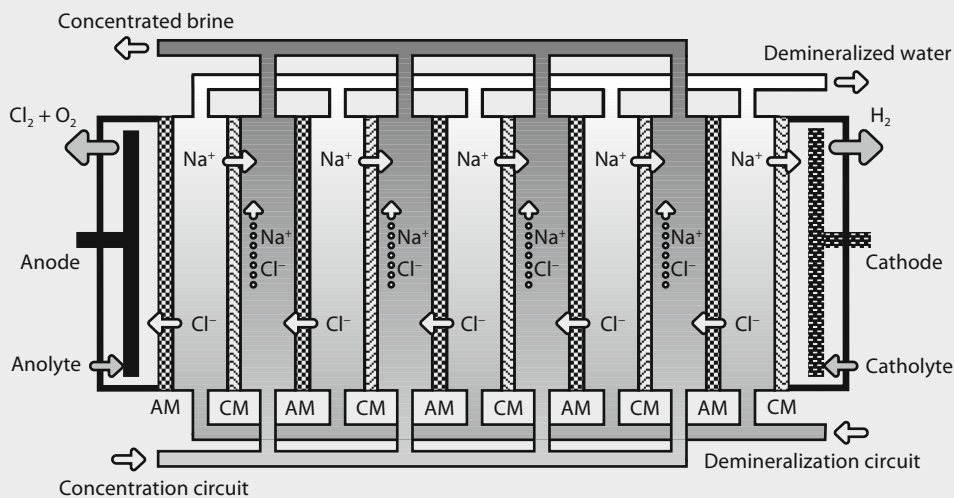 Concentrated brine
Demineralized water
Cl₂ + O₂
H₂
Na⁺ Na⁺ Na⁺ Na⁺ Na⁺
Na⁺ Na⁺ Na⁺ Na⁺
Cl⁻ Cl⁻ Cl⁻ Cl⁻
Anode
Cathode
Cl⁻ Cl⁻ Cl⁻ Cl⁻ Cl⁻
Anolyte
Catholyte
AM CM AM CM AM CM AM CM AM CM
Demineralization circuit
Concentration circuit